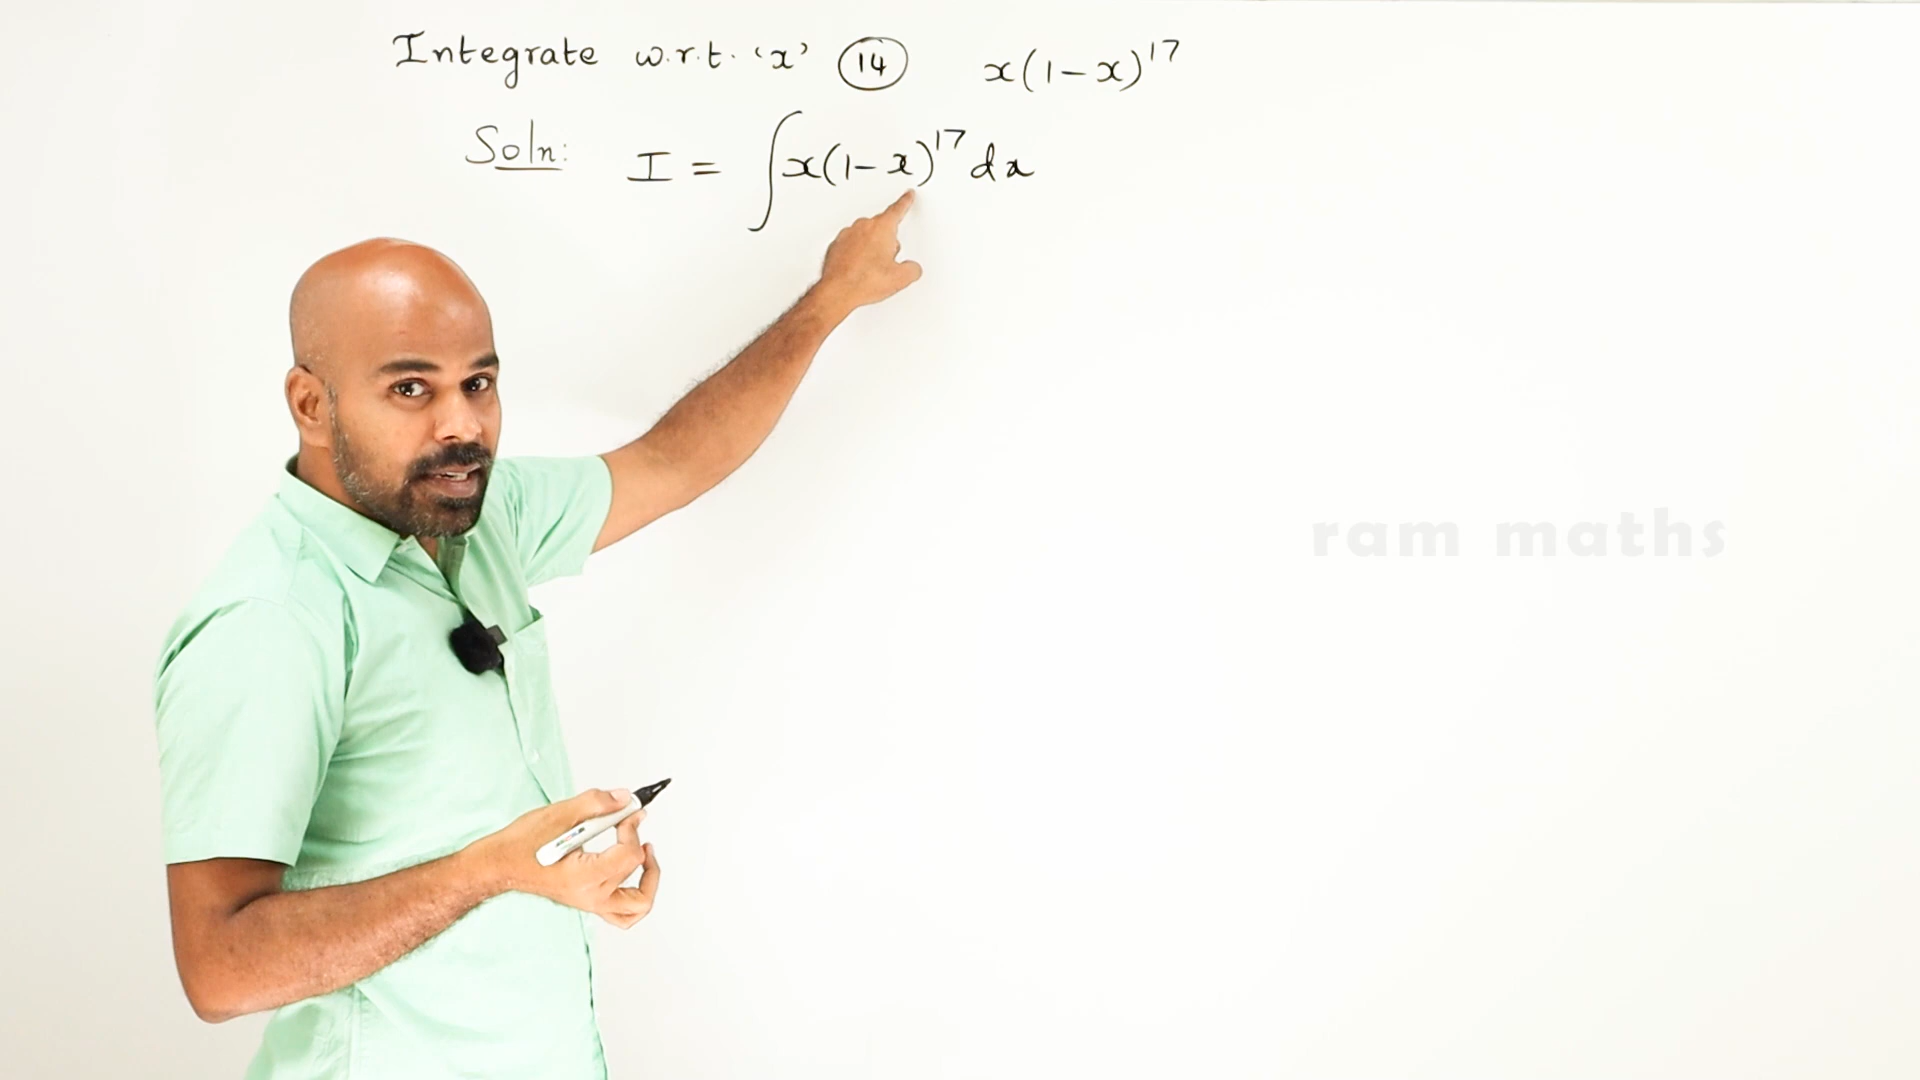 Integrate w.r.t. 'x' 14 x(1-x)^17
Soln: I = ∫x(1-x)^17 dx
ram maths